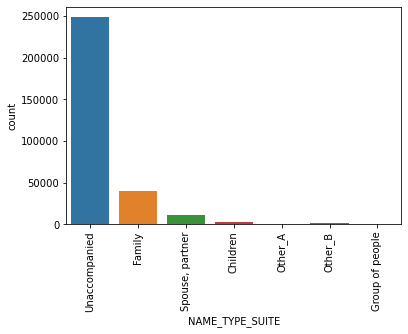 250000
200000
150000
100000
50000
0
count
Unaccompanied
Family
Spouse, partner
Children
Other_A
Other_B
Group of people
NAME_TYPE_SUITE